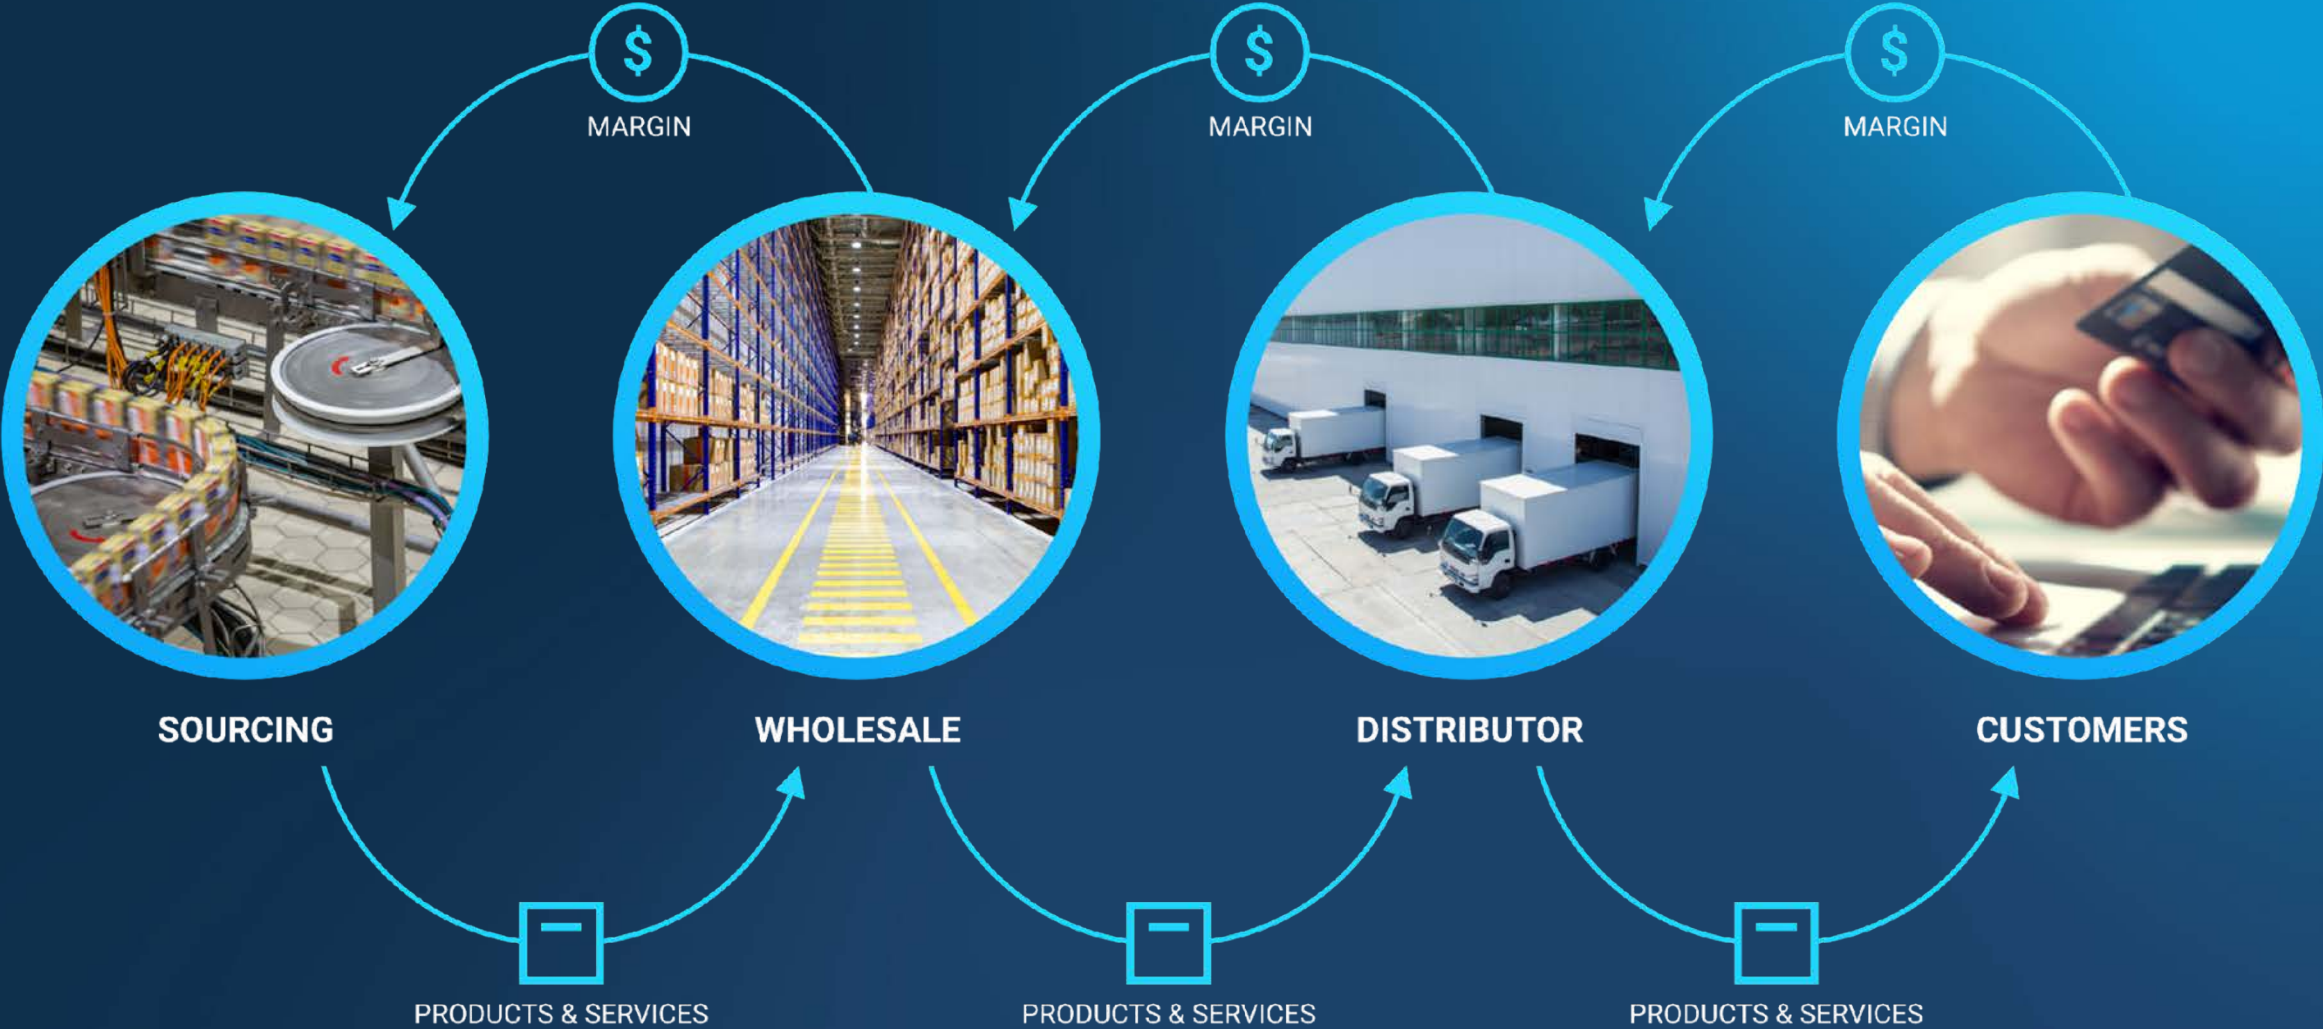 $
$
$
MARGIN
MARGIN
MARGIN
SOURCING
WHOLESALE
DISTRIBUTOR
CUSTOMERS
PRODUCTS & SERVICES
PRODUCTS & SERVICES
PRODUCTS & SERVICES